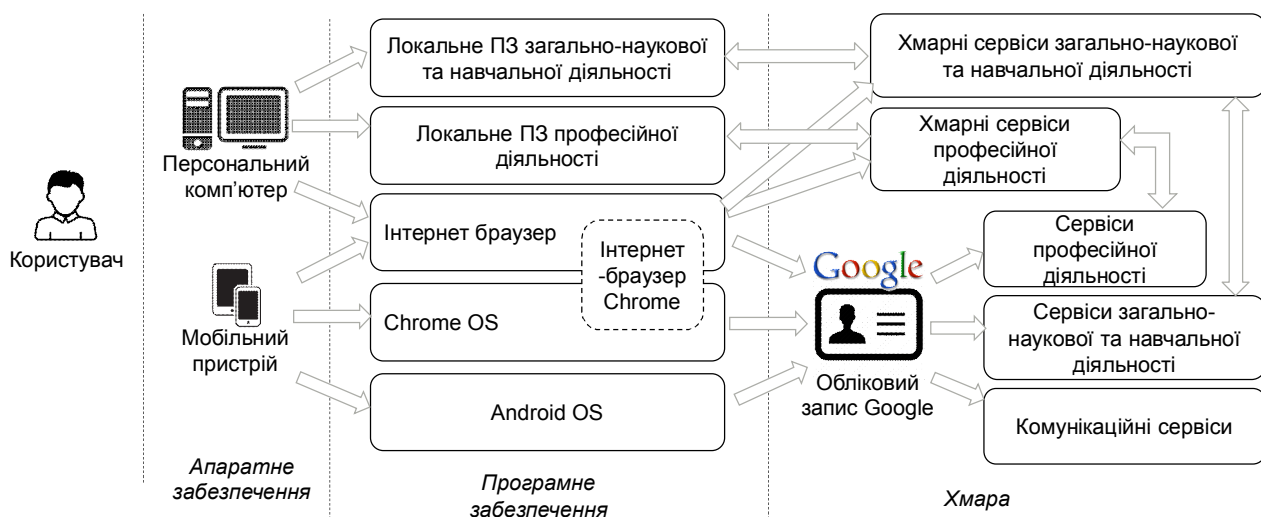 Користувач
Персональний
комп’ютер
Мобільний
пристрій
Апаратне
забезпечення
Локальне ПЗ загально-наукової
та навчальної діяльності
Локальне ПЗ професійної
діяльності
Інтернет браузер
Інтернет
-браузер
Chrome
Chrome OS
Android OS
Програмне
забезпечення
Хмарні сервіси загально-наукової
та навчальної діяльності
Хмарні сервіси
професійної
діяльності
Google
Обліковий
запис Google
Сервіси
професійної
діяльності
Сервіси загально-
наукової та навчальної
діяльності
Комунікаційні сервіси
Хмара